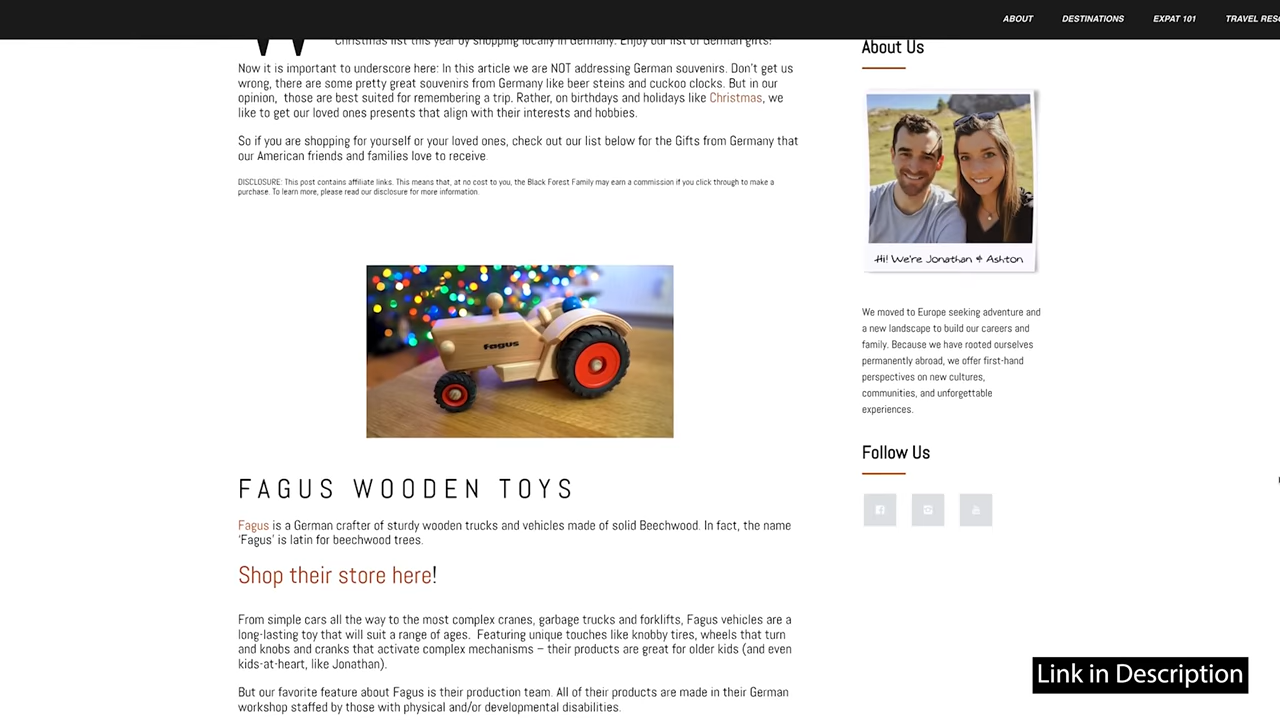 ABOUT DESTINATIONS EXPAT 101 TRAVEL RESO
W
Christmas list this year by shopping locally in Germany. Enjoy our list of German gifts!
Now it is important to underscore here: In this article we are NOT addressing German souvenirs. Don't get us
wrong, there are some pretty great souvenirs from Germany like beer steins and cuckoo clocks. But in our
opinion, those are best suited for remembering a trip. Rather, on birthdays and holidays like Christmas, we
like to get our loved ones presents that align with their interests and hobbies.
So if you are shopping for yourself or your loved ones, check out our list below for the Gifts from Germany that
our American friends and families love to receive.
DISCLOSURE: This post contains affiliate links. This means that, at no cost to you, the Black Forest Family may earn a commission if you click through to make a
purchase. To learn more, please read our disclosure for more information.
fagus
FAGUS WOODEN TOYS
Fagus is a German crafter of sturdy wooden trucks and vehicles made of solid Beechwood. In fact, the name
'Fagus' is latin for beechwood trees.
Shop their store here!
From simple cars all the way to the most complex cranes, garbage trucks and forklifts, Fagus vehicles are a
long-lasting toy that will suit a range of ages. Featuring unique touches like knobby tires, wheels that turn
and knobs and cranks that activate complex mechanisms – their products are great for older kids (and even
kids-at-heart, like Jonathan).
But our favorite feature about Fagus is their production team. All of their products are made in their German
workshop staffed by those with physical and/or developmental disabilities.
About Us
Hi! We're Jonathan & Ashton
We moved to Europe seeking adventure and
a new landscape to build our careers and
family. Because we have rooted ourselves
permanently abroad, we offer first-hand
perspectives on new cultures,
communities, and unforgettable
experiences.
Follow Us
Link in Description